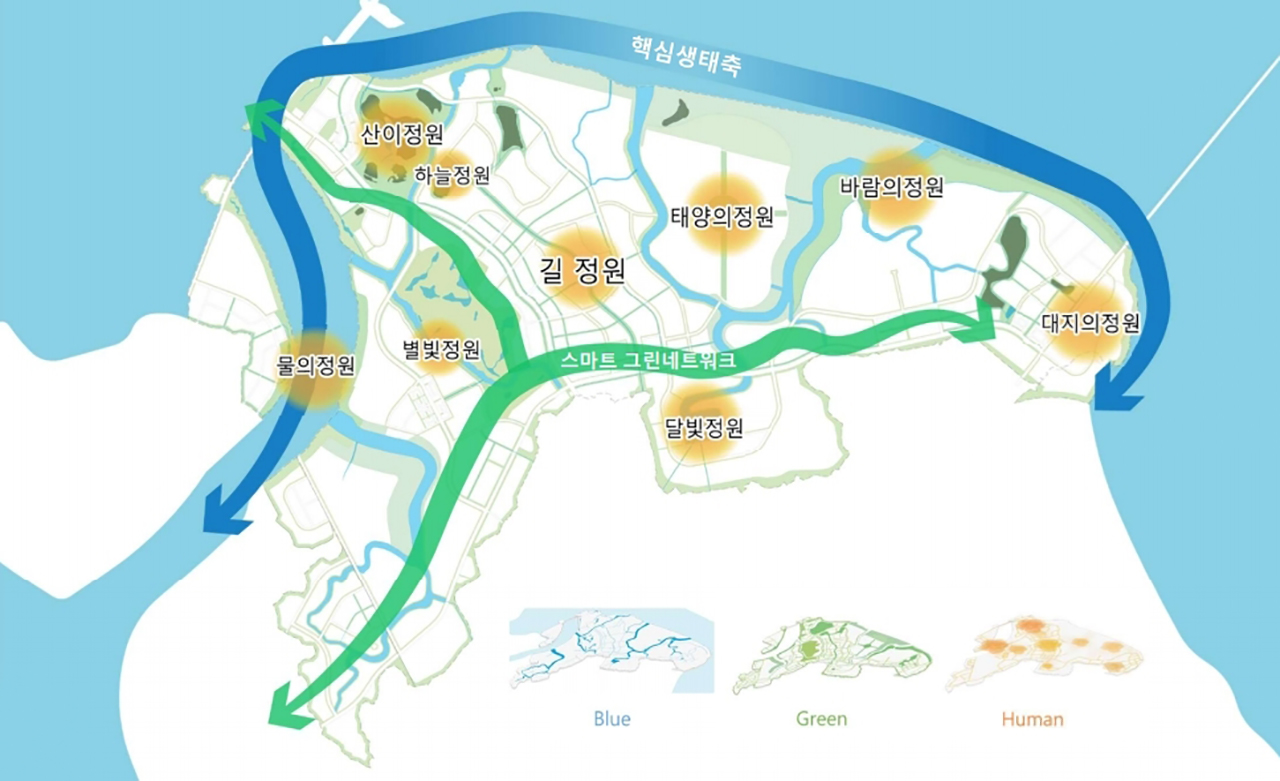 핵심생태축
산이정원
하늘정원
바람의정원
태양의정원
길 정원
대지의정원
별빛정원
물의정원
스마트 그린네트워크
달빛정원
Blue
Green
Human